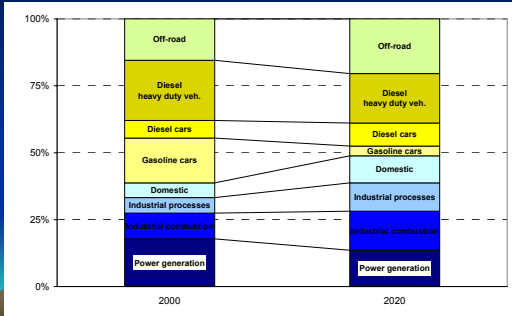 100%
75%
50%
25%
0%
Off-road
Diesel
heavy duty veh.
Diesel cars
Gasoline cars
Domestic
Industrial processes
Industrial combustion
Power generation
Off-road
Diesel
heavy duty veh.
Diesel cars
Gasoline cars
Domestic
Industrial processes
Industrial combustion
Power generation
2000
2020